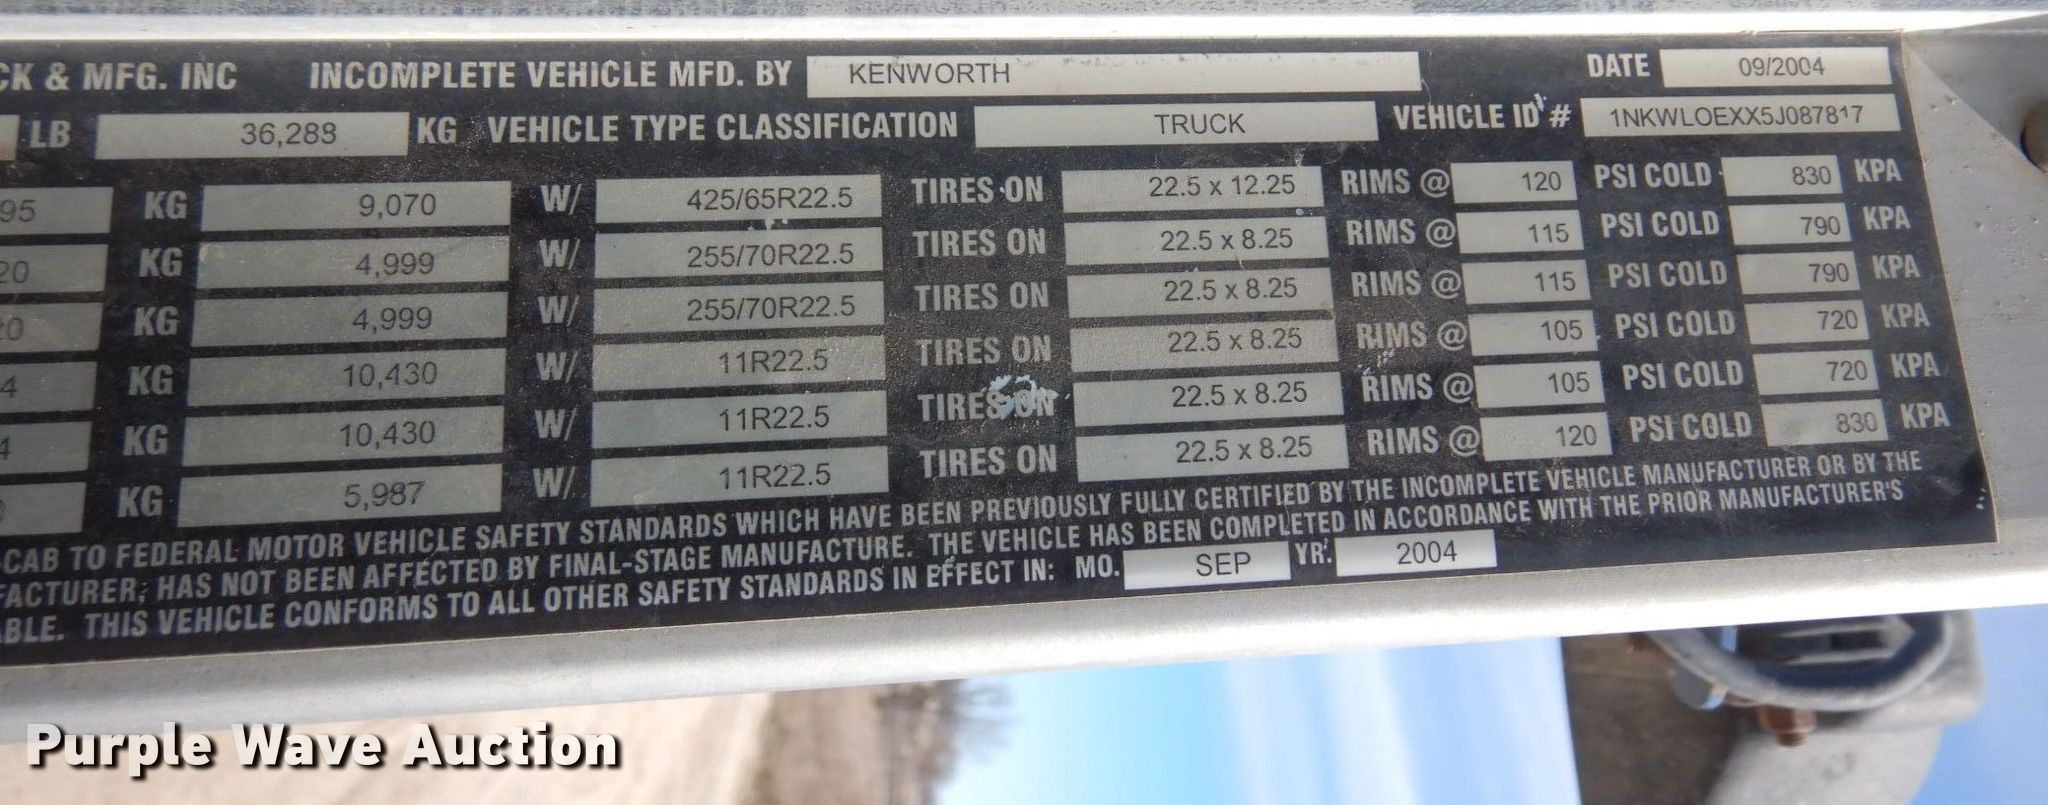 CK & MFG. INC INCOMPLETE VEHICLE MFD. BY KENWORTH DATE 09/2004
LB 36,288 KG VEHICLE TYPE CLASSIFICATION TRUCK VEHICLE ID # 1NKWLOEXX5J087817
95 KG 9,070 W/ 425/65R22.5 TIRES ON 22.5 x 12.25 RIMS @ 120 PSI COLD 830 KPA
20 KG 4,999 W/ 255/70R22.5 TIRES ON 22.5 x 8.25 RIMS @ 115 PSI COLD 790 KPA
20 KG 4,999 W/ 255/70R22.5 TIRES ON 22.5 x 8.25 RIMS @ 115 PSI COLD 790 KPA
4 KG 10,430 W/ 11R22.5 TIRES ON 22.5 x 8.25 RIMS @ 105 PSI COLD 720 KPA
4 KG 10,430 W/ 11R22.5 TIRES ON 22.5 x 8.25 RIMS @ 105 PSI COLD 720 KPA
KG 5,987 W/ 11R22.5 TIRES ON 22.5 x 8.25 RIMS @ 120 PSI COLD 830 KPA
-CAB TO FEDERAL MOTOR VEHICLE SAFETY STANDARDS WHICH HAVE BEEN PREVIOUSLY FULLY CERTIFIED BY THE INCOMPLETE VEHICLE MANUFACTURER OR BY THE
FACTURER, HAS NOT BEEN AFFECTED BY FINAL-STAGE MANUFACTURE. THE VEHICLE HAS BEEN COMPLETED IN ACCORDANCE WITH THE PRIOR MANUFACTURER'S
ABLE. THIS VEHICLE CONFORMS TO ALL OTHER SAFETY STANDARDS IN EFFECT IN: MO. SEP YR. 2004
Purple Wave Auction